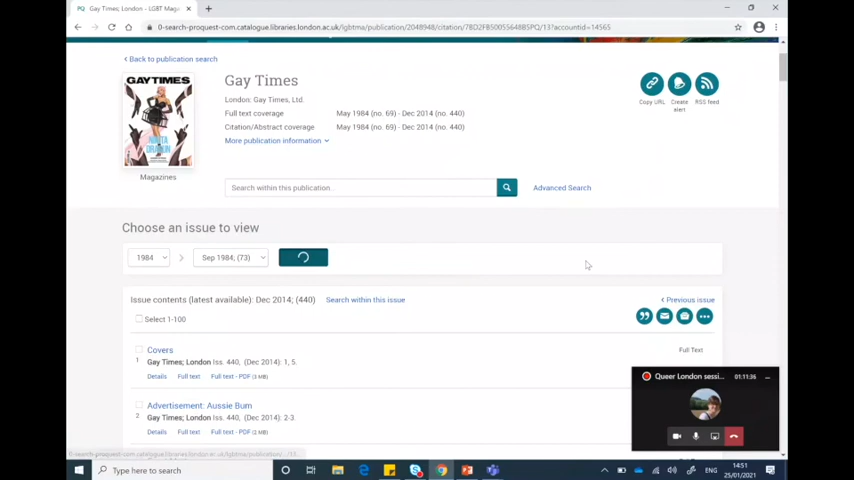 Gay Times; London - LGBT Maga
0-search-proquest-com.catalogue.libraries.london.ac.uk/lgbtma/publication/2048948/citation/7BD2FB50055648B5PQ/13?accountid=14565
Back to publication search
GAYTIMES
Gay Times
London: Gay Times, Ltd.
Full text coverage May 1984 (no. 69) - Dec 2014 (no. 440)
Citation/Abstract coverage May 1984 (no. 69) - Dec 2014 (no. 440)
More publication information
Copy URL
Create alert
RSS feed
Magazines
Search within this publication...
Advanced Search
Choose an issue to view
1984 Sep 1984; (73)
Issue contents (latest available): Dec 2014; (440) Search within this issue
Previous issue
Select 1-100
Covers
Full Text
1 Gay Times; London Iss. 440, (Dec 2014): 1, 5.
Details Full text Full text - PDF (3 MB)
Advertisement: Aussie Bum
2 Gay Times; London Iss. 440, (Dec 2014): 2-3.
Details Full text Full text - PDF (2 MB)
Queer London sessi... 01:11:36
Type here to search
ENG
14:51
25/01/2021